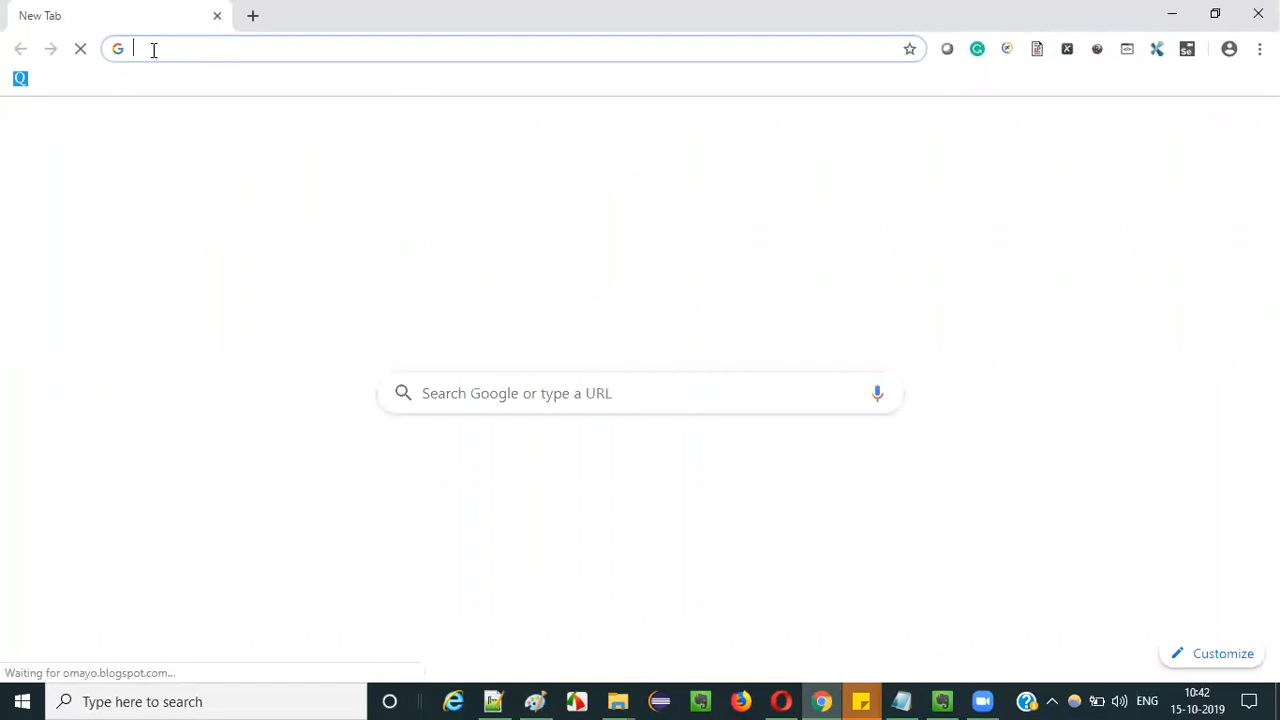 New Tab
G
Se
Q
Search Google or type a URL
Customize
Waiting for omayo.blogspot.com...
Type here to search
ENG
10:42
15-10-2019